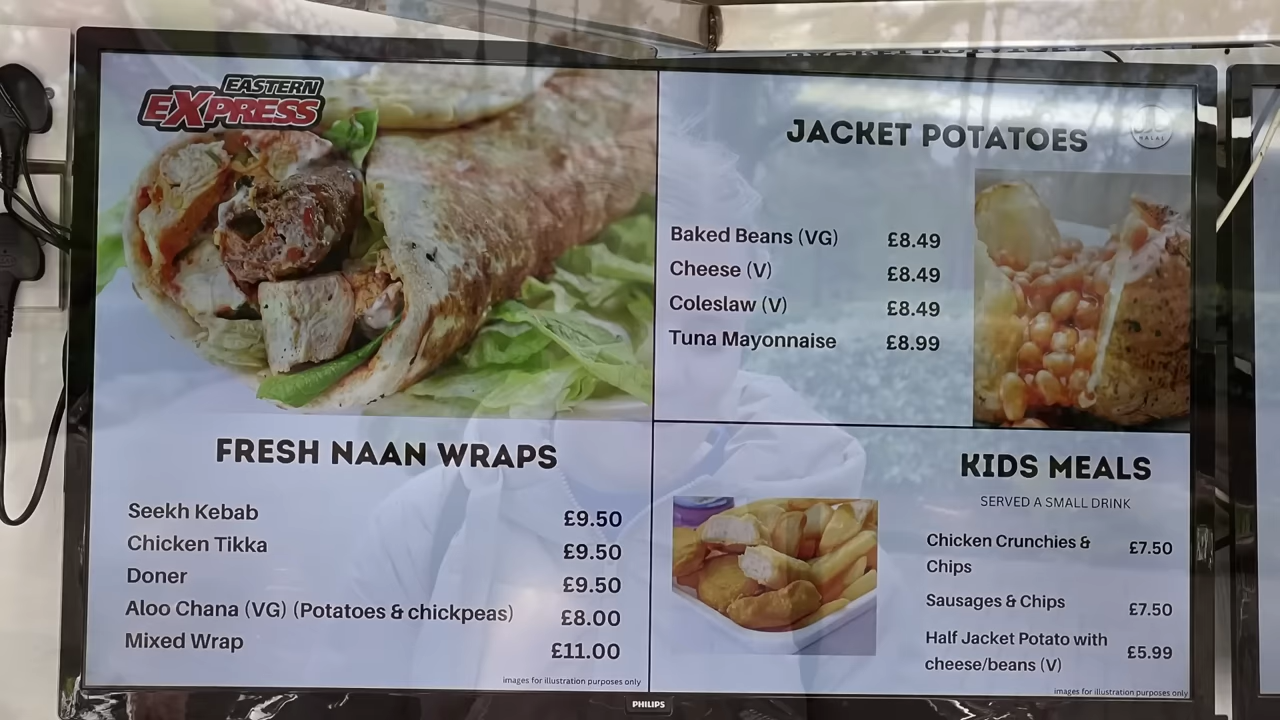 EASTERN
EXPRESS
FRESH NAAN WRAPS
Seekh Kebab £9.50
Chicken Tikka £9.50
Doner £9.50
Aloo Chana (VG) (Potatoes & chickpeas) £8.00
Mixed Wrap £11.00
images for illustration purposes only
JACKET POTATOES
HALAL
Baked Beans (VG) £8.49
Cheese (V) £8.49
Coleslaw (V) £8.49
Tuna Mayonnaise £8.99
KIDS MEALS
SERVED A SMALL DRINK
Chicken Crunchies & £7.50
Chips
Sausages & Chips £7.50
Half Jacket Potato with £5.99
cheese/beans (V)
images for illustration purposes only
PHILIPS